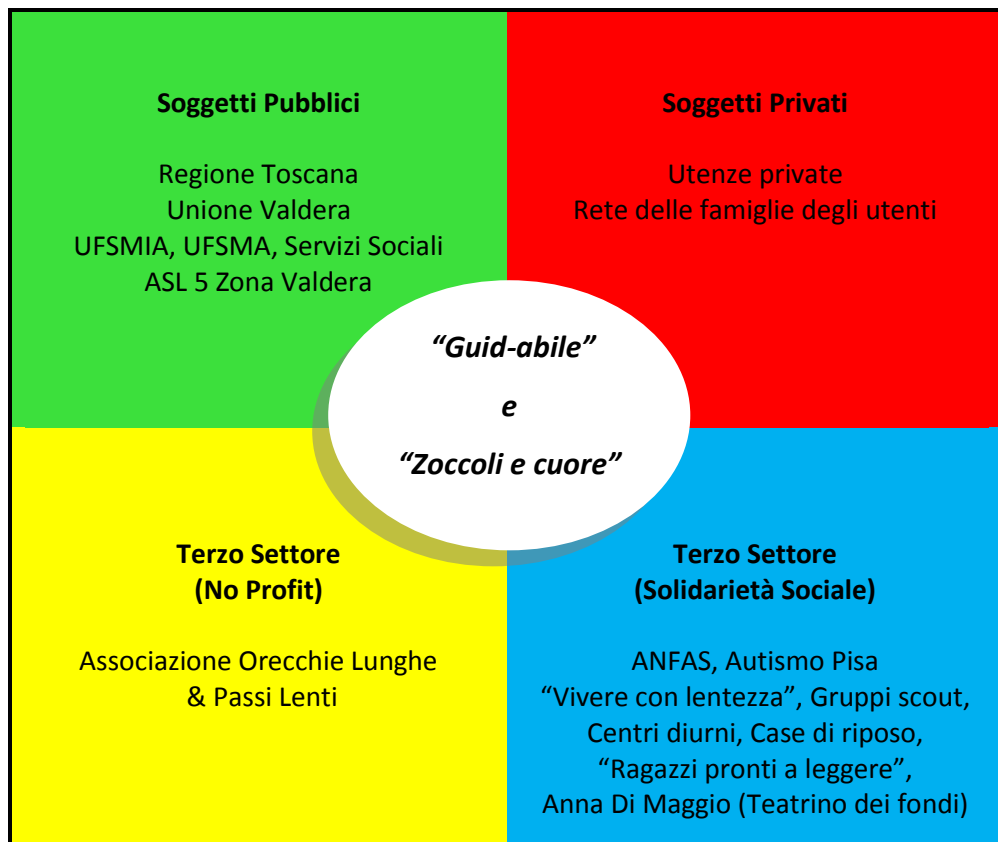 Soggetti Pubblici
Regione Toscana
Unione Valdera
UFSMIA, UFSMA, Servizi Sociali
ASL 5 Zona Valdera
Soggetti Privati
Utenze private
Rete delle famiglie degli utenti
“Guid-abile”
e
“Zoccoli e cuore”
Terzo Settore
(No Profit)
Associazione Orecchie Lunghe
& Passi Lenti
Terzo Settore
(Solidarietà Sociale)
ANFAS, Autismo Pisa
“Vivere con lentezza”, Gruppi scout,
Centri diurni, Case di riposo,
“Ragazzi pronti a leggere”,
Anna Di Maggio (Teatrino dei fondi)